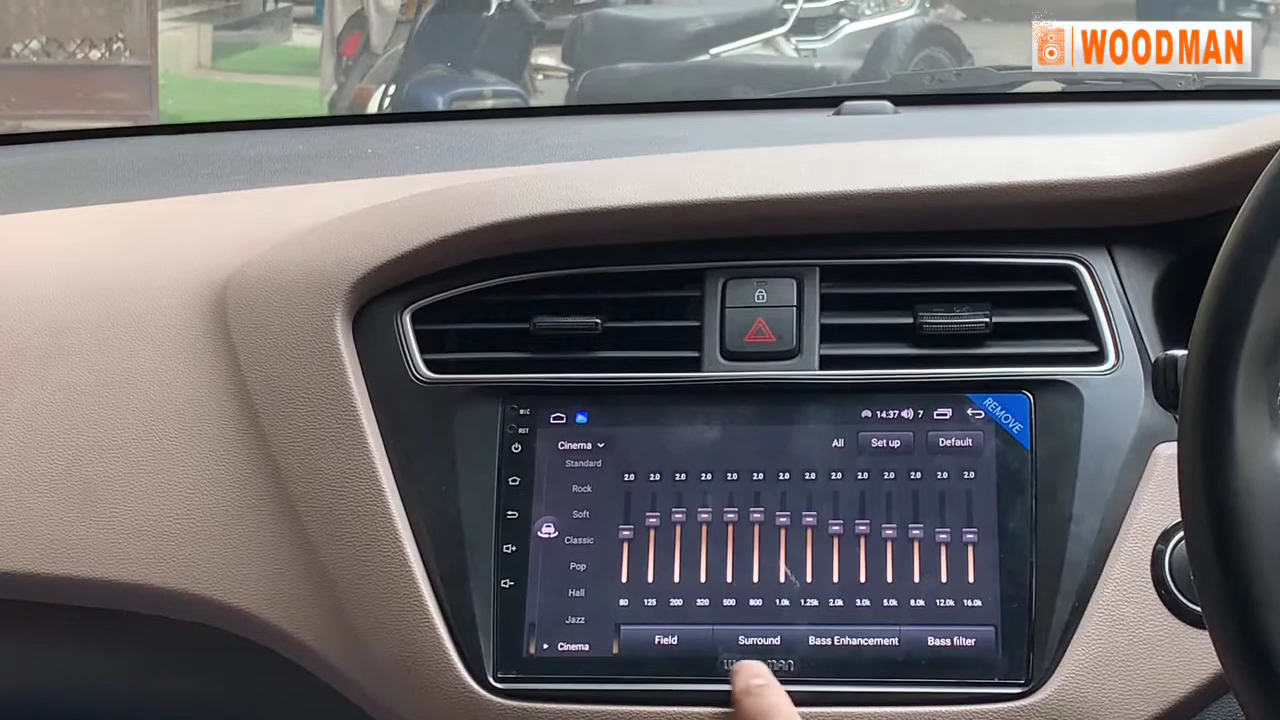 WOODMAN
MIC
RST
14:37 7
REMOVE
Cinema
All Set up Default
Standard
Rock
Soft
Classic
Pop
Hall
Jazz
Cinema
2.0 2.0 2.0 2.0 2.0 2.0 2.0 2.0 2.0 2.0 2.0 2.0 2.0 2.0
80 125 200 320 500 800 1.0k 1.25k 2.0k 3.0k 5.0k 8.0k 12.0k 16.0k
Field Surround Bass Enhancement Bass filter